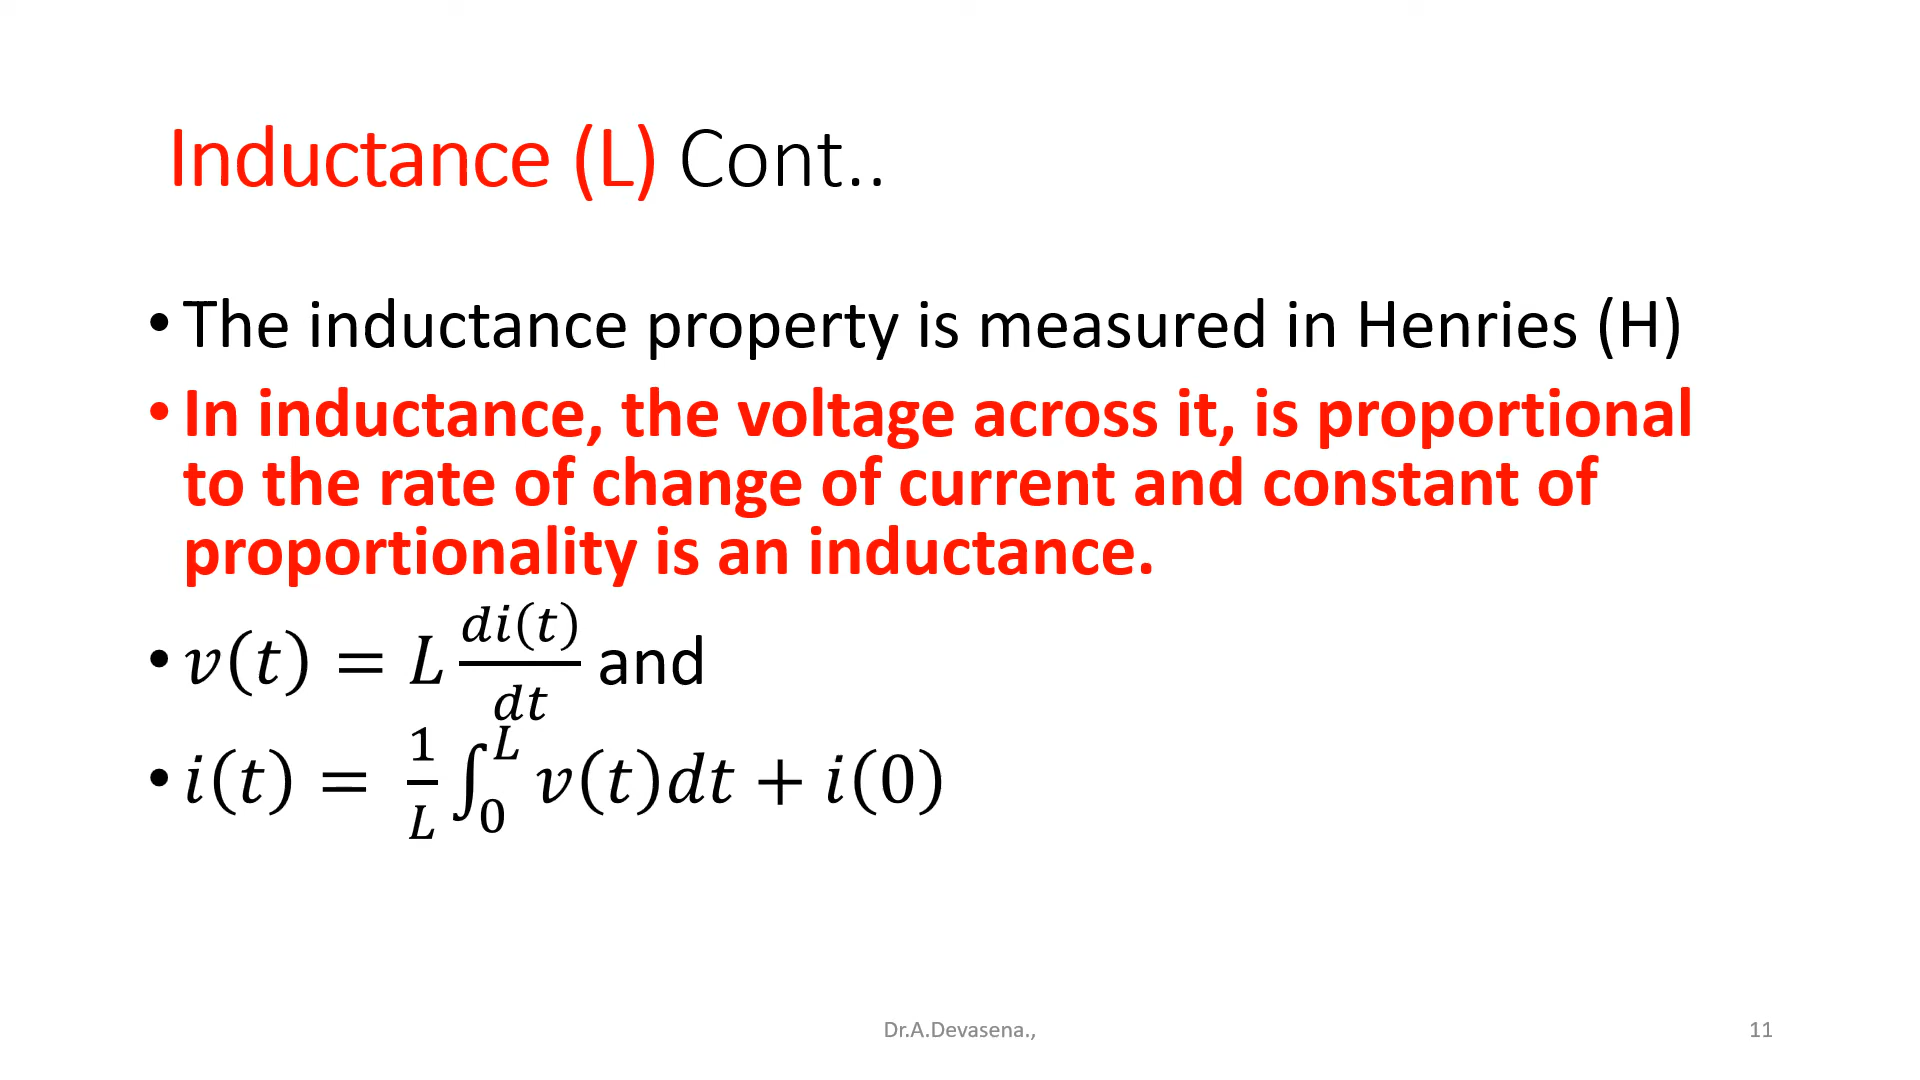 Inductance (L) Cont..
• The inductance property is measured in Henries (H)
• In inductance, the voltage across it, is proportional
to the rate of change of current and constant of
proportionality is an inductance.
• 𝑣(𝑡) = 𝐿 𝑑𝑖(𝑡)/𝑑𝑡 and
• 𝑖(𝑡) = 1/𝐿 ∫₀ᴸ 𝑣(𝑡)𝑑𝑡 + 𝑖(0)
Dr.A.Devasena., 11